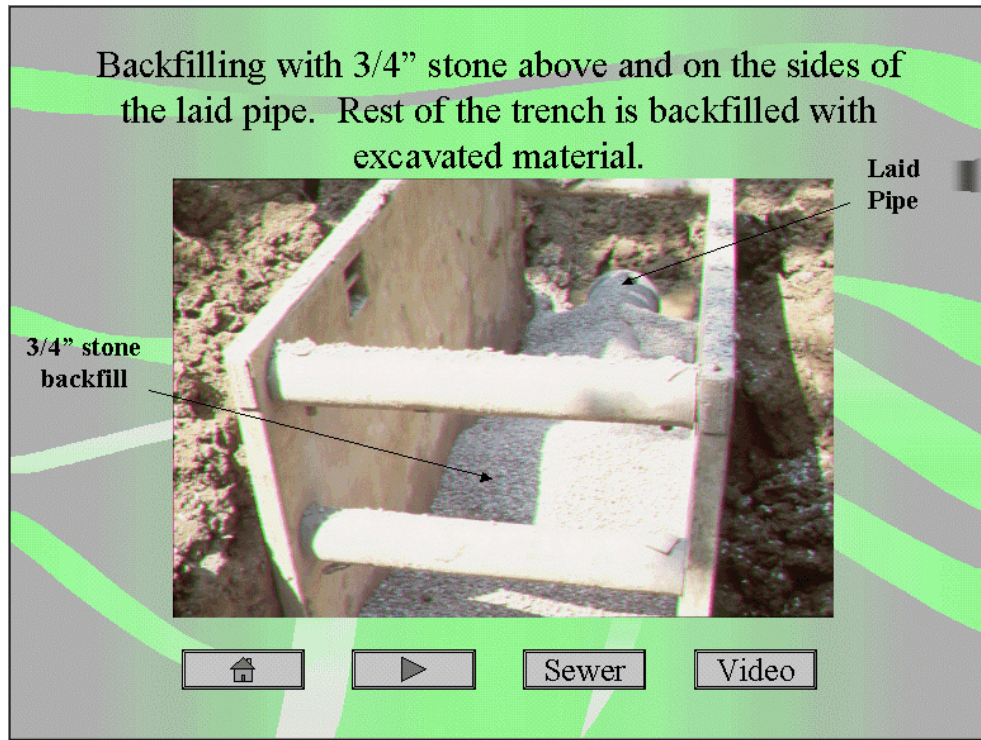 Backfilling with 3/4” stone above and on the sides of
the laid pipe.  Rest of the trench is backfilled with
excavated material.
Laid
Pipe
3/4” stone
backfill
Sewer
Video